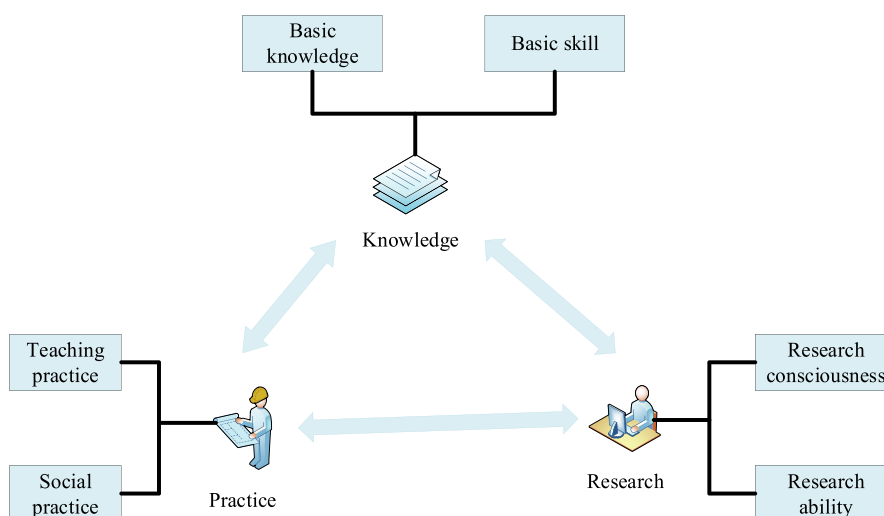 Basic
knowledge
Basic skill
Knowledge
Teaching
practice
Research
consciousness
Social
practice
Practice
Research
Research
ability